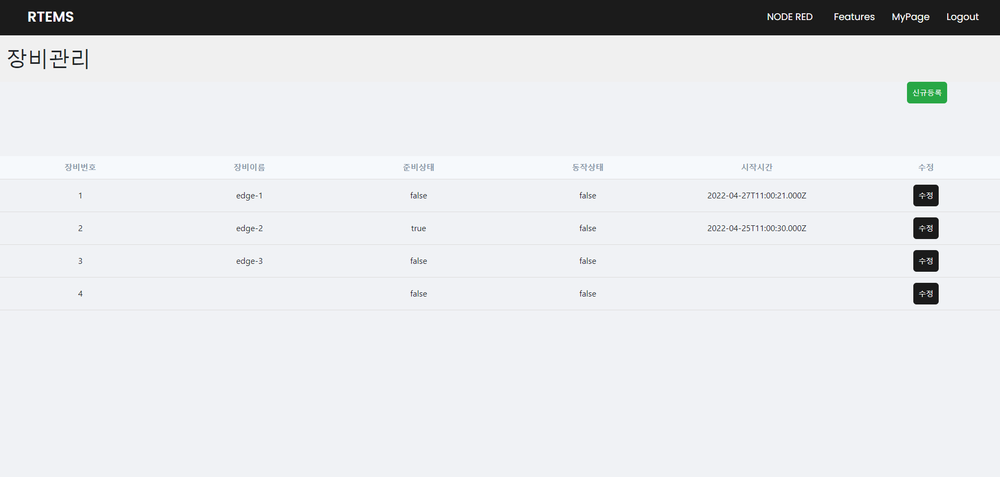 RTEMS NODE RED Features MyPage Logout
장비관리
신규등록
장비번호 장비이름 준비상태 동작상태 시작시간 수정
1 edge-1 false false 2022-04-27T11:00:21.000Z 수정
2 edge-2 true false 2022-04-25T11:00:30.000Z 수정
3 edge-3 false false 수정
4 false false 수정